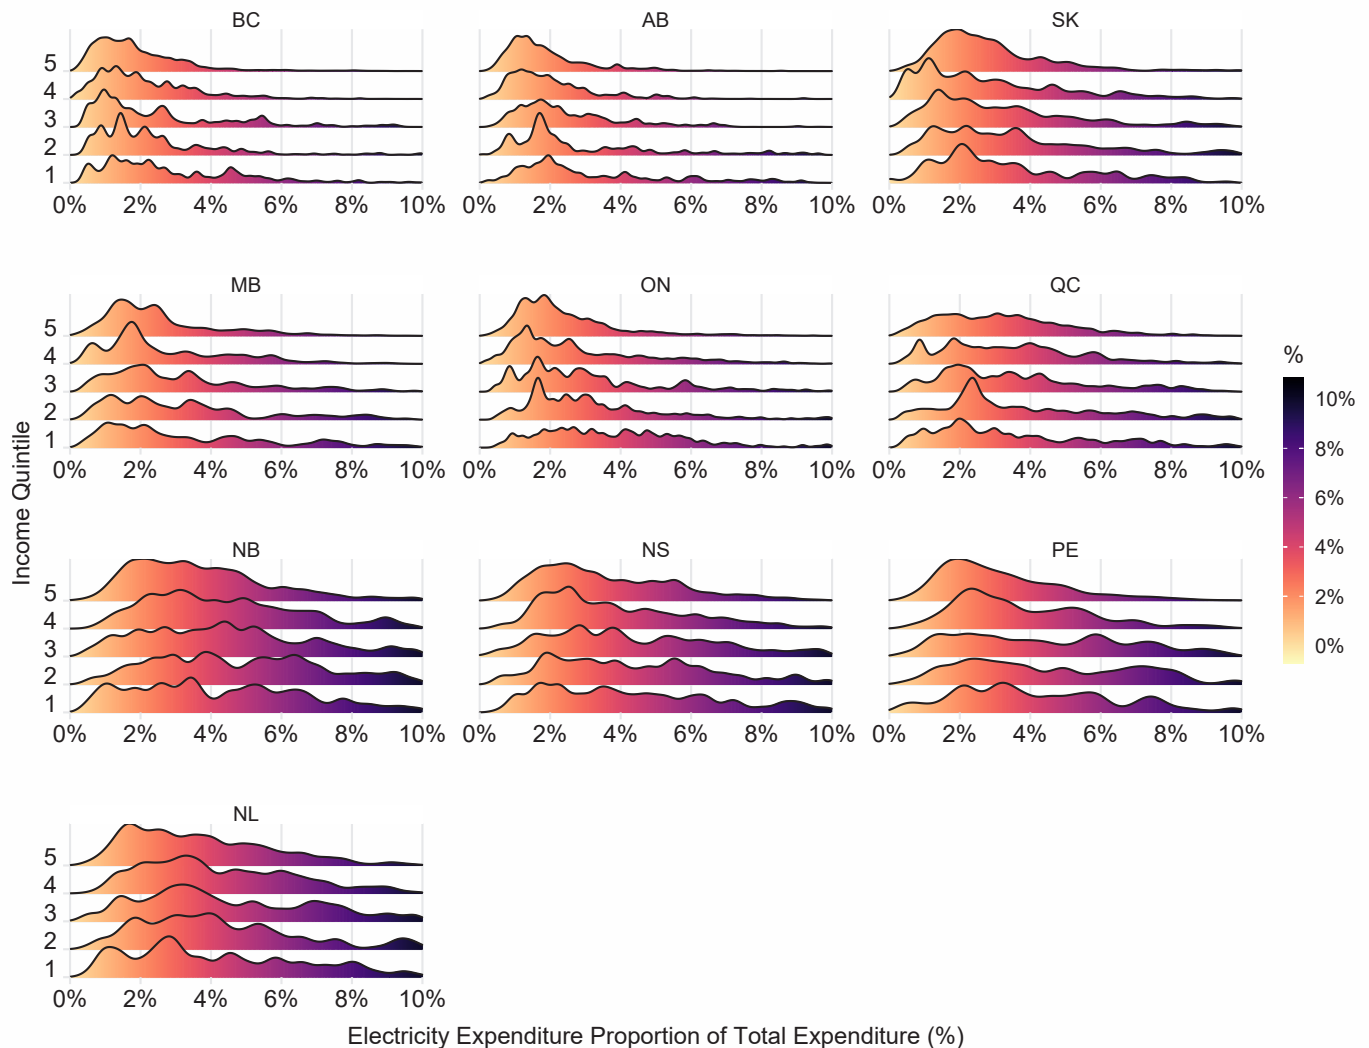 BC
AB
SK
5
4
3
2
1
0% 2% 4% 6% 8% 10%
0% 2% 4% 6% 8% 10%
0% 2% 4% 6% 8% 10%
MB
ON
QC
5
4
3
2
1
0% 2% 4% 6% 8% 10%
0% 2% 4% 6% 8% 10%
0% 2% 4% 6% 8% 10%
%
10%
8%
6%
4%
2%
0%
Income Quintile
NB
NS
PE
5
4
3
2
1
0% 2% 4% 6% 8% 10%
0% 2% 4% 6% 8% 10%
0% 2% 4% 6% 8% 10%
NL
5
4
3
2
1
0% 2% 4% 6% 8% 10%
Electricity Expenditure Proportion of Total Expenditure (%)